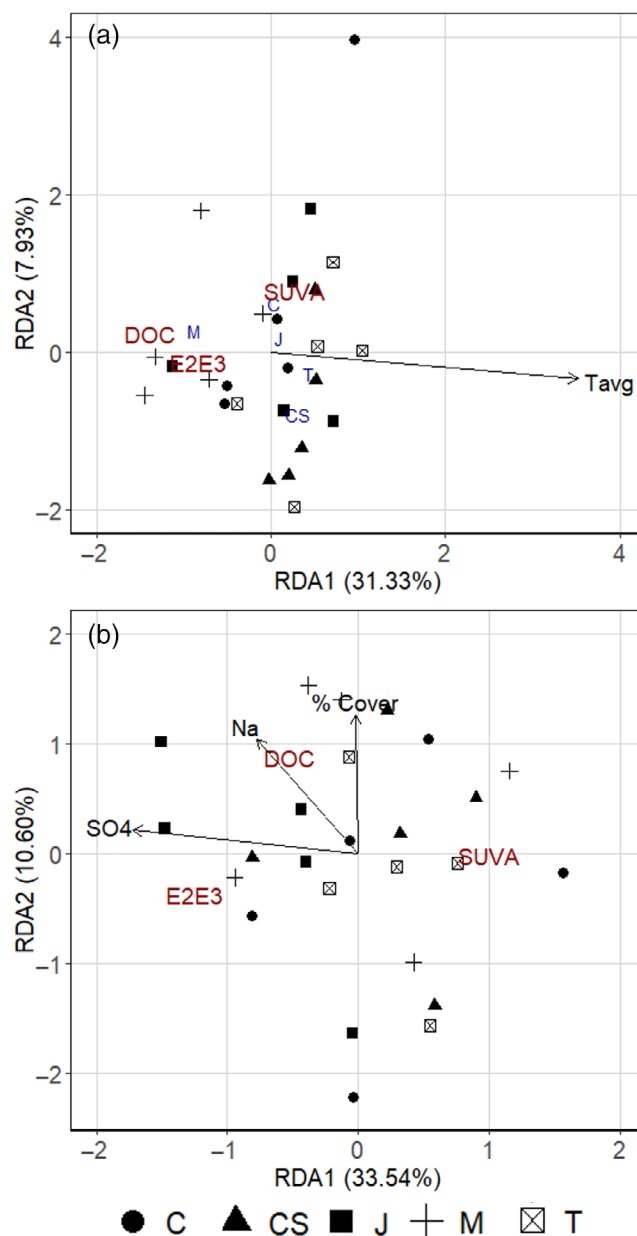 (a)
4
2
0
−2
RDA2 (7.93%)
SUVA
C
M
DOC
J
E2E3
T
Tavg
CS
−2 0 2 4
RDA1 (31.33%)
(b)
2
1
0
−1
−2
RDA2 (10.60%)
% Cover
Na
DOC
SO4
SUVA
E2E3
−2 −1 0 1 2
RDA1 (33.54%)
C CS J M T